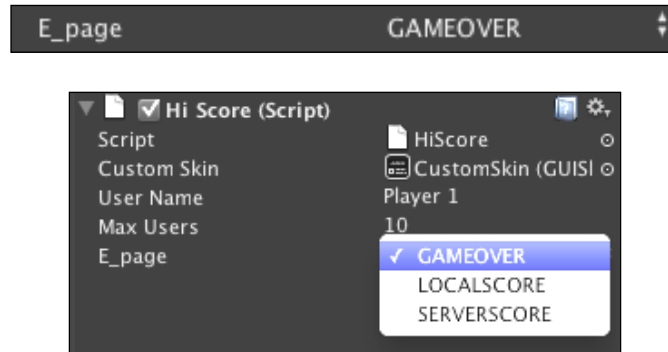 E_page GAMEOVER
Hi Score (Script)
Script HiScore
Custom Skin CustomSkin (GUISl
User Name Player 1
Max Users 10
E_page ✓ GAMEOVER
LOCALSCORE
SERVERSCORE